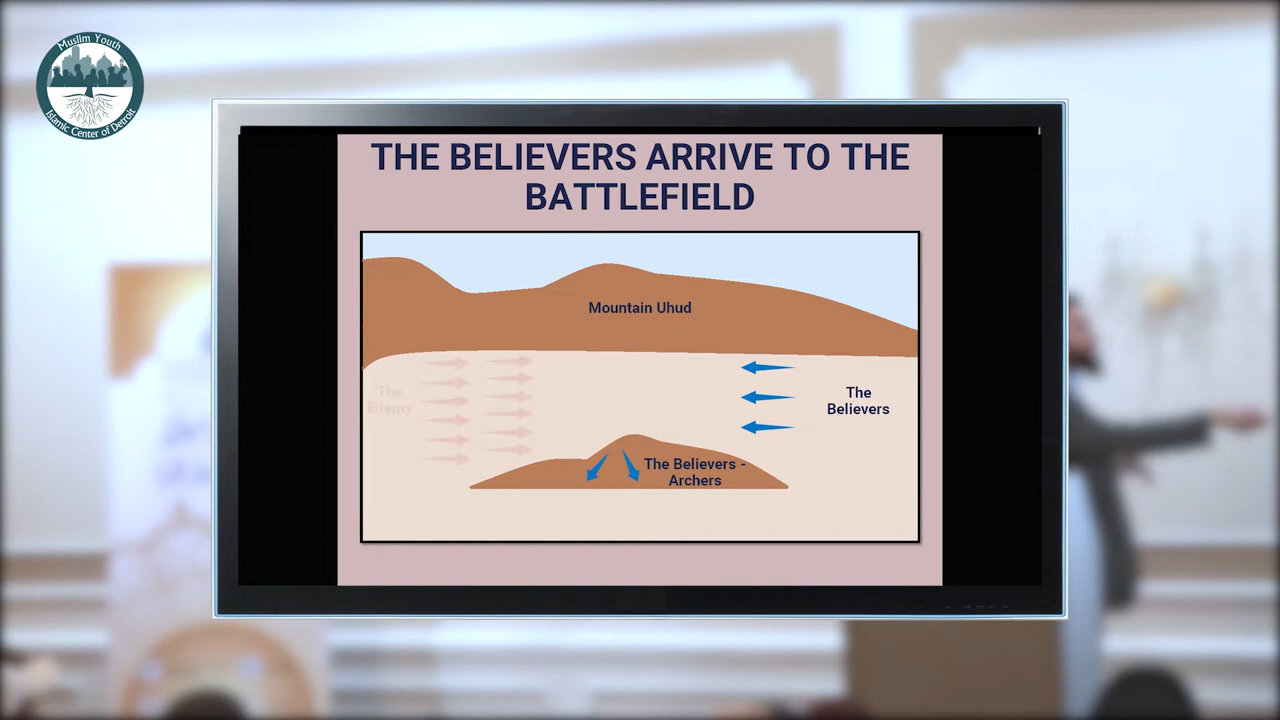 Muslim Youth
Islamic Center of Detroit
THE BELIEVERS ARRIVE TO THE
BATTLEFIELD
Mountain Uhud
The
Enemy
The
Believers
The Believers -
Archers